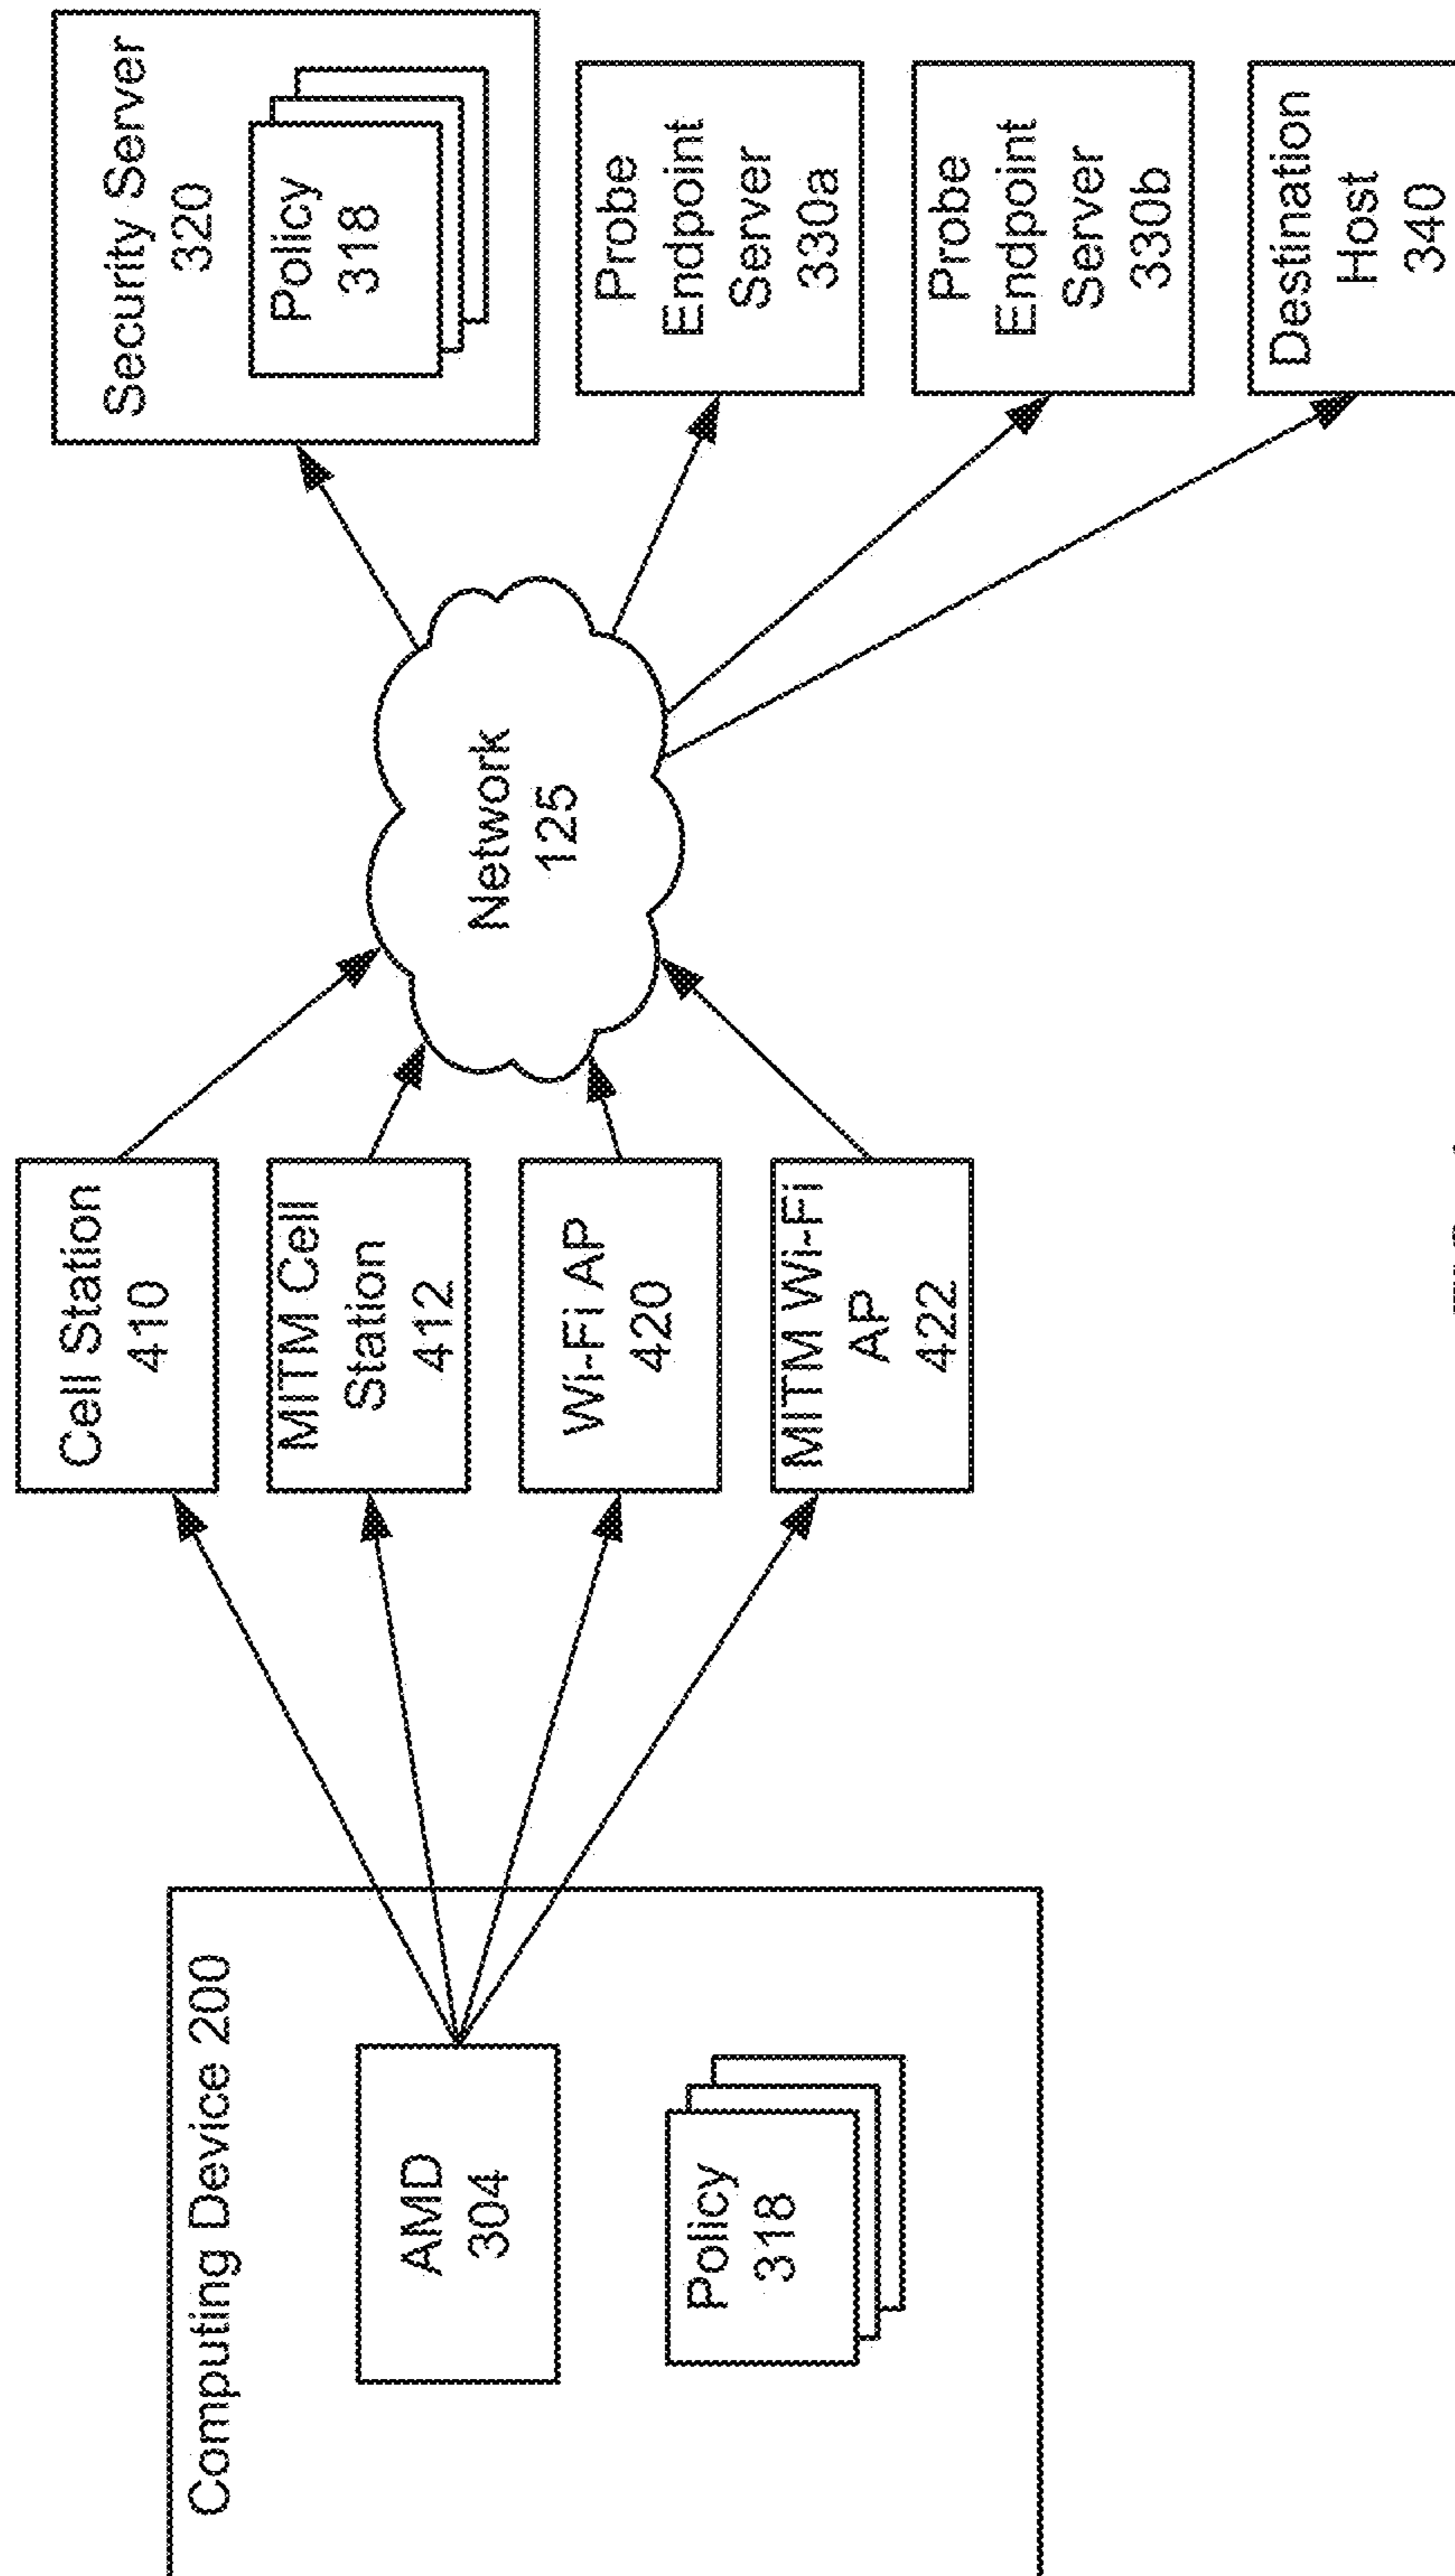 Computing Device 200
AMD
304
Policy
318
Cell Station
410
MITM Cell
Station
412
Wi-Fi AP
420
MITM Wi-Fi
AP
422
Network
125
Security Server
320
Policy
318
Probe
Endpoint
Server
330a
Probe
Endpoint
Server
330b
Destination
Host
340